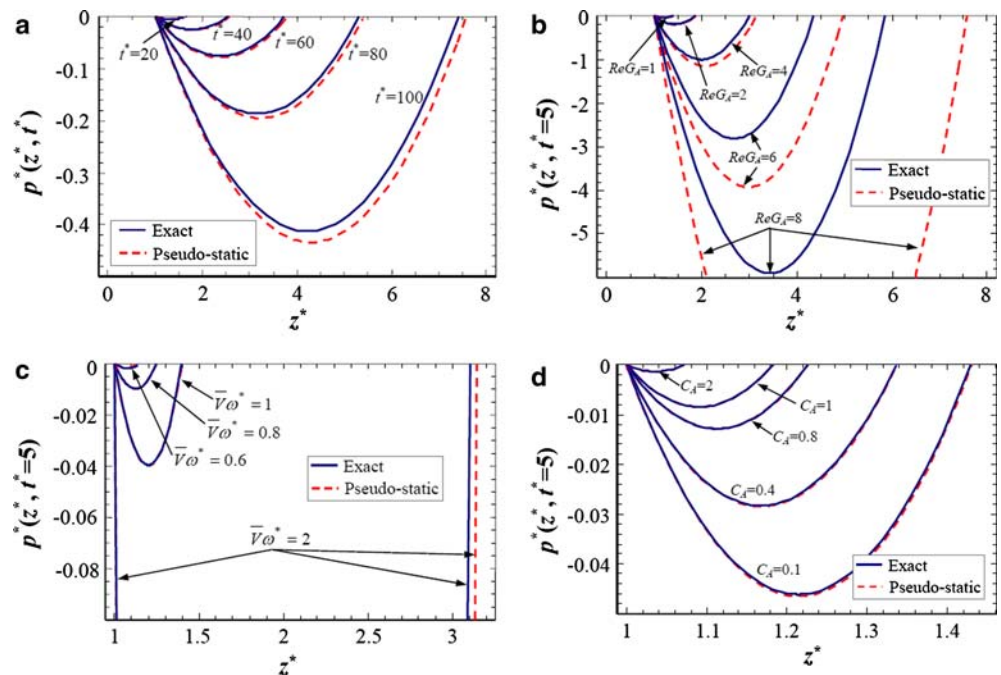 a
0
-0.1
-0.2
-0.3
-0.4
p*(z*, t*)
t*=20
t*=40
t*=60
t*=80
t*=100
Exact
Pseudo-static
0 2 4 6 8
z*
b
0
-1
-2
-3
-4
-5
p*(z*, t*=5)
ReG_A=1
ReG_A=2
ReG_A=4
ReG_A=6
ReG_A=8
Exact
Pseudo-static
0 2 4 6 8
z*
c
0
-0.02
-0.04
-0.06
-0.08
p*(z*, t*=5)
V̅ω* = 1
V̅ω* = 0.8
V̅ω* = 0.6
V̅ω* = 2
Exact
Pseudo-static
1 1.5 2 2.5 3
z*
d
0
-0.01
-0.02
-0.03
-0.04
p*(z*, t*=5)
C_A=2
C_A=1
C_A=0.8
C_A=0.4
C_A=0.1
Exact
Pseudo-static
1 1.1 1.2 1.3 1.4
z*